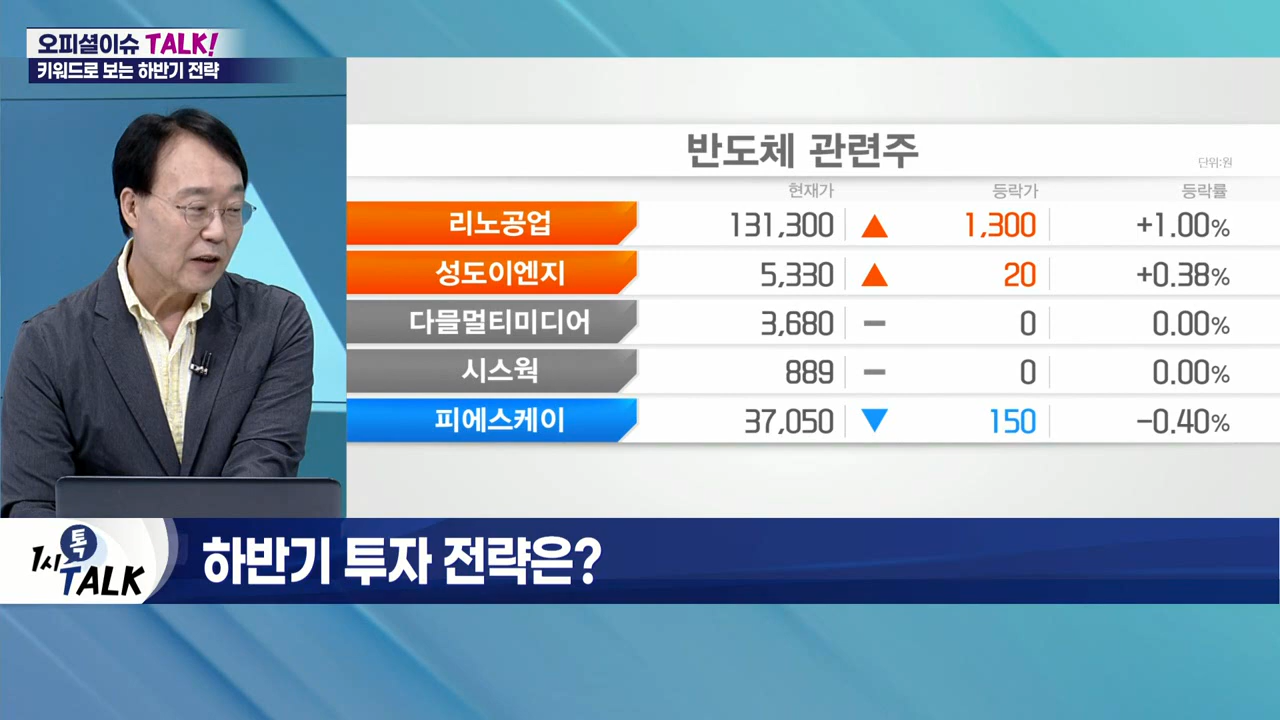 오피셜이슈 TALK!
키워드로 보는 하반기 전략
반도체 관련주
단위:원
현재가 등락가 등락률
리노공업 131,300 ▲ 1,300 +1.00%
성도이엔지 5,330 ▲ 20 +0.38%
다믈멀티미디어 3,680 － 0 0.00%
시스웍 889 － 0 0.00%
피에스케이 37,050 ▼ 150 -0.40%
1시톡 TALK
하반기 투자 전략은?